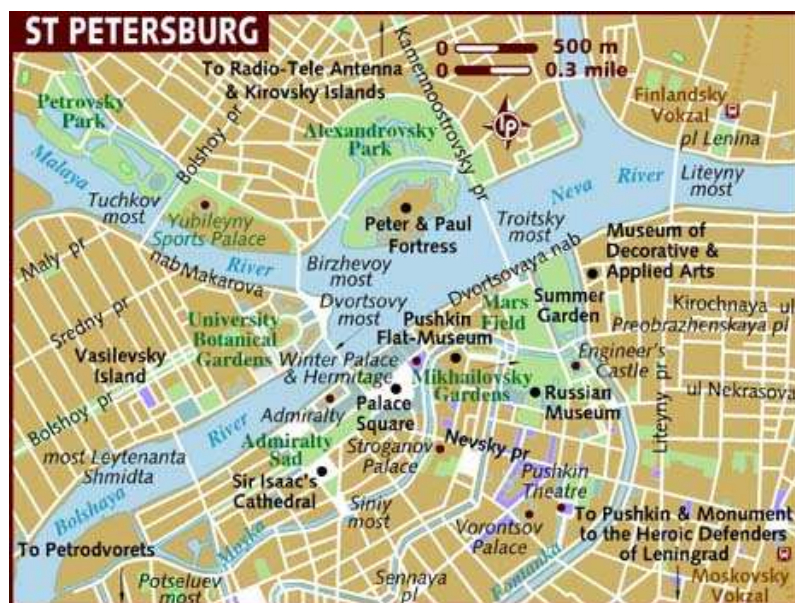 ST PETERSBURG
0 500 m
0 0.3 mile
To Radio-Tele Antenna
& Kirovsky Islands
Kamennoostrovsky pr
Petrovsky
Park
Bolshoy pr
Alexandrovsky
Park
LP
Finlandsky
Vokzal
pl Lenina
Malaya
Neva River
Liteyny
most
Tuchkov
most
Yubileyny
Sports Palace
Peter & Paul
Fortress
Troitsky
most
Museum of
Decorative &
Applied Arts
Maly pr
nab Makarova
River
Birzhevoy
most
Dvortsovaya nab
Dvortsovy
most
Mars
Field
Summer
Garden
Kirochnaya ul
Preobrazhenskaya pl
Sredny pr
University
Botanical
Gardens
Pushkin
Flat-Museum
Vasilevsky
Island
Winter Palace
& Hermitage
Mikhailovsky
Gardens
Engineer's
Castle
Liteyny pr
ul Nekrasova
Bolshoy pr
River
Admiralty
Palace
Square
Russian
Museum
most Leytenanta
Shmidta
Admiralty
Sad
Stroganov
Palace
Nevsky pr
Sir Isaac's
Cathedral
Pushkin
Theatre
Bolshaya
Siniy
most
Vorontsov
Palace
To Pushkin & Monument
to the Heroic Defenders
of Leningrad
To Petrodvorets
Moyka
Fontanka
Potseluev
most
Sennaya
pl
Moskovsky
Vokzal